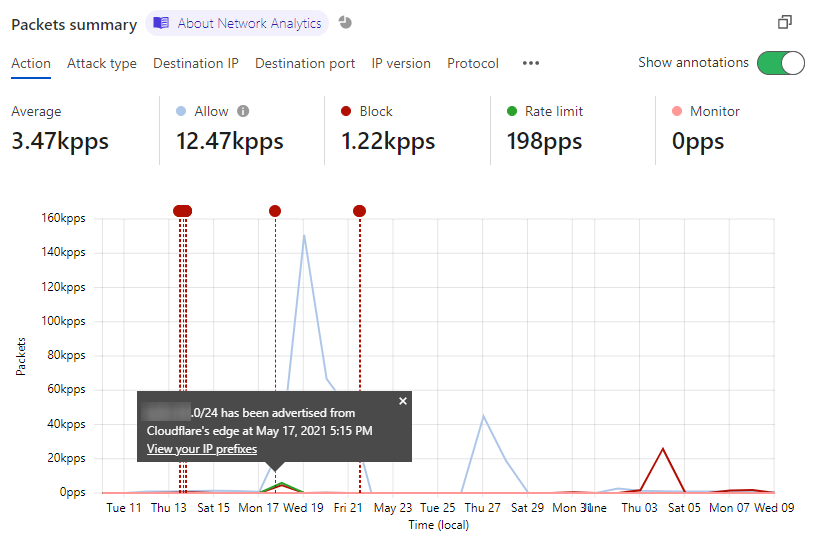 Packets summary About Network Analytics
Action Attack type Destination IP Destination port IP version Protocol ••• Show annotations
Average Allow Block Rate limit Monitor
3.47kpps 12.47kpps 1.22kpps 198pps 0pps
160kpps
140kpps
120kpps
100kpps
80kpps
60kpps
40kpps
20kpps
0pps
Packets
.0/24 has been advertised from
Cloudflare's edge at May 17, 2021 5:15 PM
View your IP prefixes
Tue 11 Thu 13 Sat 15 Mon 17 Wed 19 Fri 21 May 23 Tue 25 Thu 27 Sat 29 Mon 31 June Thu 03 Sat 05 Mon 07 Wed 09
Time (local)